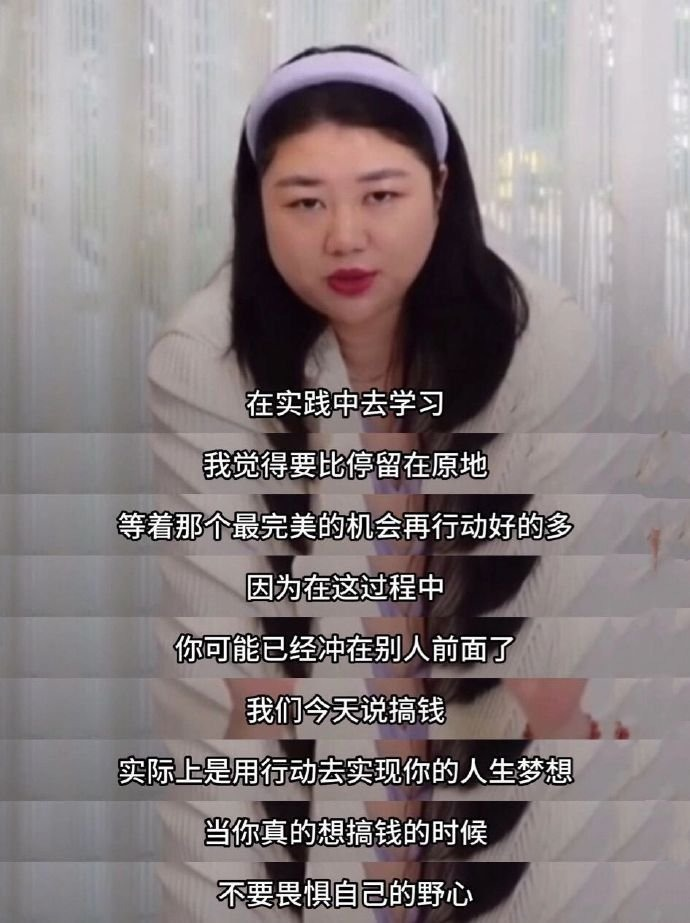 在实践中去学习
我觉得要比停留在原地
等着那个最完美的机会再行动好的多
因为在这过程中
你可能已经冲在别人前面了
我们今天说搞钱
实际上是用行动去实现你的人生梦想
当你真的想搞钱的时候
不要畏惧自己的野心